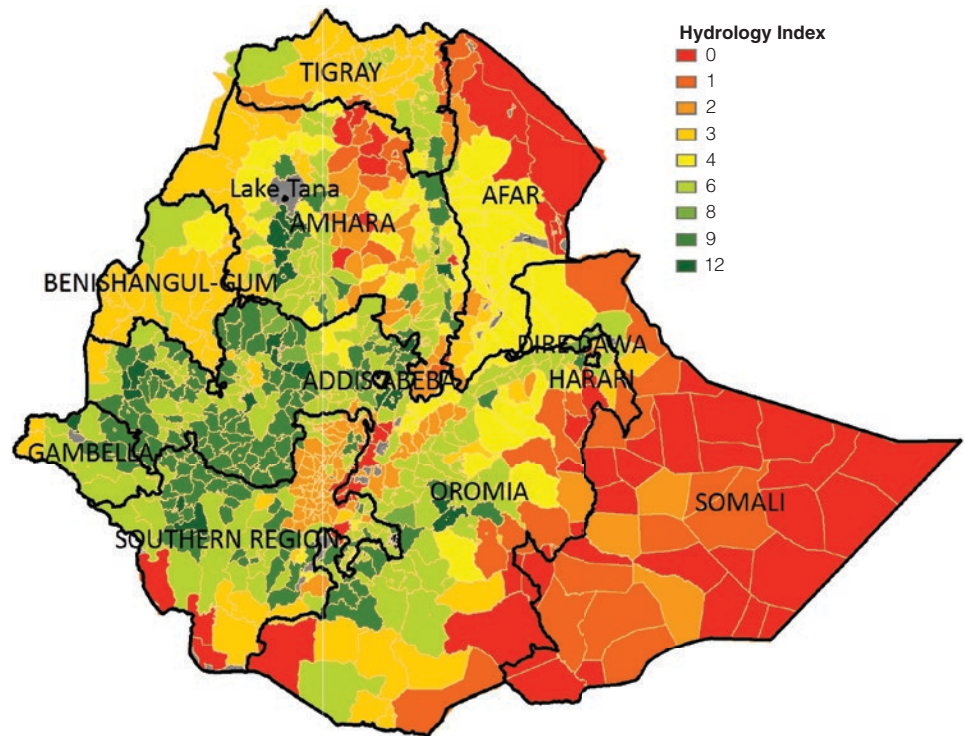 Hydrology Index
0
1
2
3
4
6
8
9
12
TIGRAY
AFAR
Lake Tana
AMHARA
BENISHANGUL-GUM
DIRE DAWA
ADDIS ABEBA
HARARI
GAMBELLA
OROMIA
SOMALI
SOUTHERN REGION